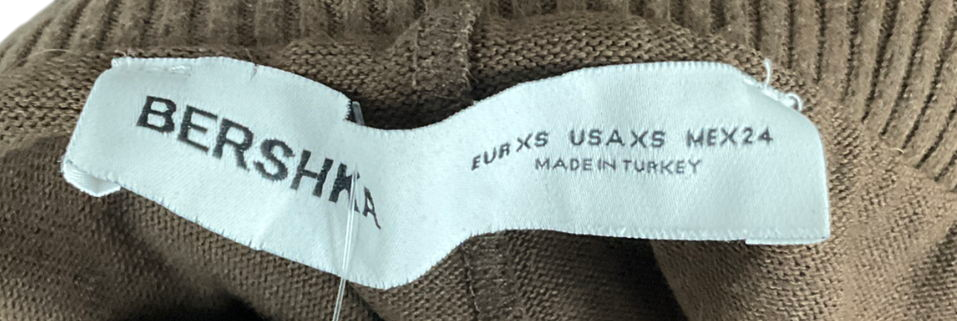 BERSHKA
EUR XS USA XS MEX 24
MADE IN TURKEY